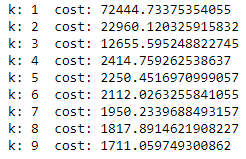 k: 1 cost: 72444.73375354055
k: 2 cost: 22960.120325915832
k: 3 cost: 12655.595248822745
k: 4 cost: 2414.759262538637
k: 5 cost: 2250.4516970999057
k: 6 cost: 2112.0263255841055
k: 7 cost: 1950.2339688493157
k: 8 cost: 1817.8914621908227
k: 9 cost: 1711.059749300862